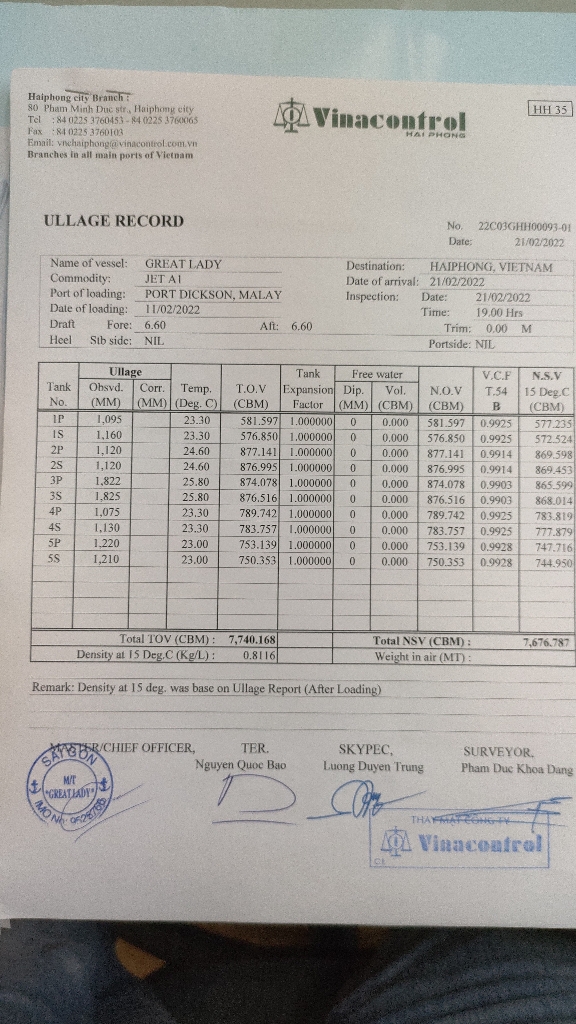 Haiphong city Branch :
80 Pham Minh Duc str., Haiphong city
Tel : 84 0225 3760453 - 84 0225 3760065
Fax : 84 0225 3760103
Email: vnchaiphong@vinacontrol.com.vn
Branches in all main ports of Vietnam
Vinacontrol
HAI PHONG
HH 35
ULLAGE RECORD
No. 22C03GHH00093-01
Date: 21/02/2022
Name of vessel: GREAT LADY
Commodity: JET A1
Port of loading: PORT DICKSON, MALAY
Date of loading: 11/02/2022
Draft Fore: 6.60 Aft: 6.60
Heel Stb side: NIL
Destination: HAIPHONG, VIETNAM
Date of arrival: 21/02/2022
Inspection: Date: 21/02/2022
Time: 19.00 Hrs
Trim: 0.00 M
Portside: NIL
Ullage Tank Free water V.C.F N.S.V
Tank Obsvd. Corr. Temp. T.O.V Expansion Dip. Vol. N.O.V T.54 15 Deg.C
No. (MM) (MM) (Deg. C) (CBM) Factor (MM) (CBM) (CBM) B (CBM)
1P 1,095 23.30 581.597 1.000000 0 0.000 581.597 0.9925 577.235
1S 1,160 23.30 576.850 1.000000 0 0.000 576.850 0.9925 572.524
2P 1,120 24.60 877.141 1.000000 0 0.000 877.141 0.9914 869.598
2S 1,120 24.60 876.995 1.000000 0 0.000 876.995 0.9914 869.453
3P 1,822 25.80 874.078 1.000000 0 0.000 874.078 0.9903 865.599
3S 1,825 25.80 876.516 1.000000 0 0.000 876.516 0.9903 868.014
4P 1,075 23.30 789.742 1.000000 0 0.000 789.742 0.9925 783.819
4S 1,130 23.30 783.757 1.000000 0 0.000 783.757 0.9925 777.879
5P 1,220 23.00 753.139 1.000000 0 0.000 753.139 0.9928 747.716
5S 1,210 23.00 750.353 1.000000 0 0.000 750.353 0.9928 744.950
Total TOV (CBM) : 7,740.168 Total NSV (CBM) : 7,676.787
Density at 15 Deg.C (Kg/L) : 0.8116 Weight in air (MT) :
Remark: Density at 15 deg. was base on Ullage Report (After Loading)
MASTER/CHIEF OFFICER, TER. SKYPEC, SURVEYOR,
Nguyen Quoc Bao Luong Duyen Trung Pham Duc Khoa Dang
SAIGON
M/T
"GREAT LADY"
IMO No:
THAY MAT CONG TY
Vinacontrol